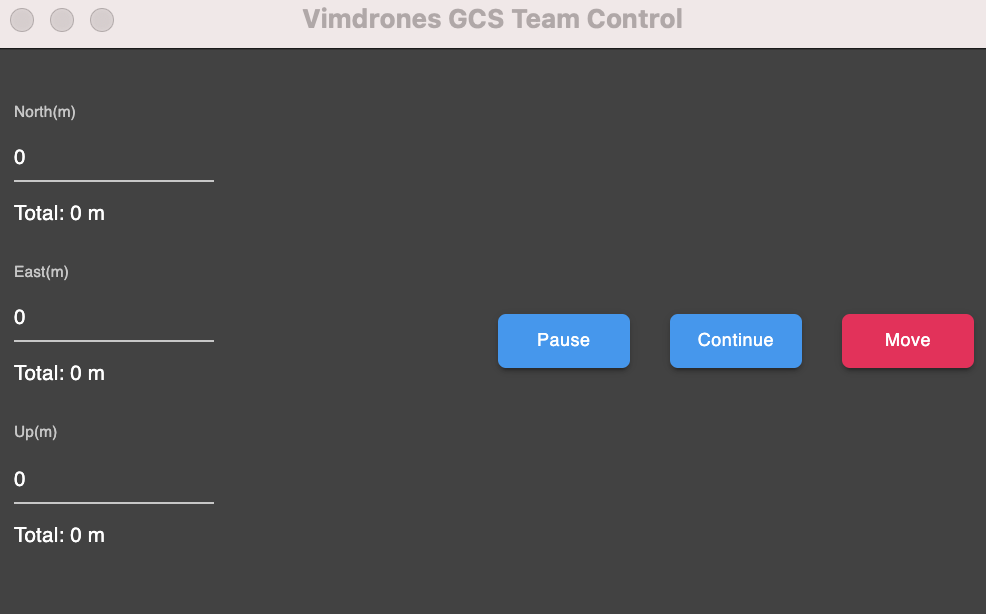 Vimdrones GCS Team Control
North(m)
0
Total: 0 m
East(m)
0
Total: 0 m
Pause
Continue
Move
Up(m)
0
Total: 0 m